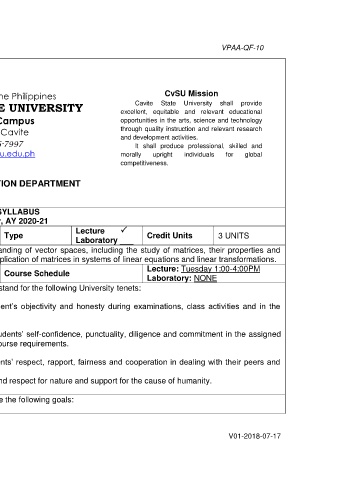 VPAA-QF-10
ne Philippines
E UNIVERSITY
Campus
Cavite
-7997
u.edu.ph
CvSU Mission
Cavite State University shall provide
excellent, equitable and relevant educational
opportunities in the arts, science and technology
through quality instruction and relevant research
and development activities.
It shall produce professional, skilled and
morally upright individuals for global
competitiveness.
ION DEPARTMENT
SYLLABUS
, AY 2020-21
Type
Lecture ✓
Laboratory ___
Credit Units
3 UNITS
anding of vector spaces, including the study of matrices, their properties and
plication of matrices in systems of linear equations and linear transformations.
Course Schedule
Lecture: Tuesday 1:00-4:00PM
Laboratory: NONE
stand for the following University tenets:
ent's objectivity and honesty during examinations, class activities and in the
udents' self-confidence, punctuality, diligence and commitment in the assigned
ourse requirements.
nts' respect, rapport, fairness and cooperation in dealing with their peers and
nd respect for nature and support for the cause of humanity.
e the following goals:
V01-2018-07-17